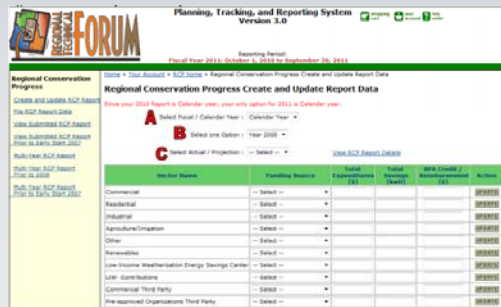 REGIONAL
TECHNICAL
FORUM
Planning, Tracking, and Reporting System
Version 3.0
shopping cart
your account
help
Reporting Period:
Fiscal Year 2011: October 1, 2010 to September 30, 2011
Regional Conservation Progress
Create and Update RCP Report
File RCP Report Data
View Submitted RCP Report
View Submitted RCP Report Prior to Early Start 2007
Multi-Year RCP Report
Multi-Year RCP Report Prior to 2008
Multi-Year RCP Report Prior to Early Start 2007
Home > Your Account > RCP home > Regional Conservation Progress Create and Update Report Data
Regional Conservation Progress Create and Update Report Data
Since your 2010 Report is Calendar year, your only option for 2011 is Calendar year.
A Select Fiscal / Calendar Year : Calendar Year
B Select one Option : Year 2008
C Select Actual / Projection : -- Select --
View RCP Report Details
Sector Name Funding Source Total Expenditures ($) Total Savings (kWh) BPA Credit / Reimbursement ($) Action
Commercial -- Select -- UPDATE
Residential -- Select -- UPDATE
Industrial -- Select -- UPDATE
Agriculture/Irrigation -- Select -- UPDATE
Other -- Select -- UPDATE
Renewables -- Select -- UPDATE
Low-Income Weatherization Energy Savings Center -- Select -- UPDATE
LIW- Contributions -- Select -- UPDATE
Commercial Third Party -- Select -- UPDATE
Pre-approved Organizations Third Party -- Select -- UPDATE